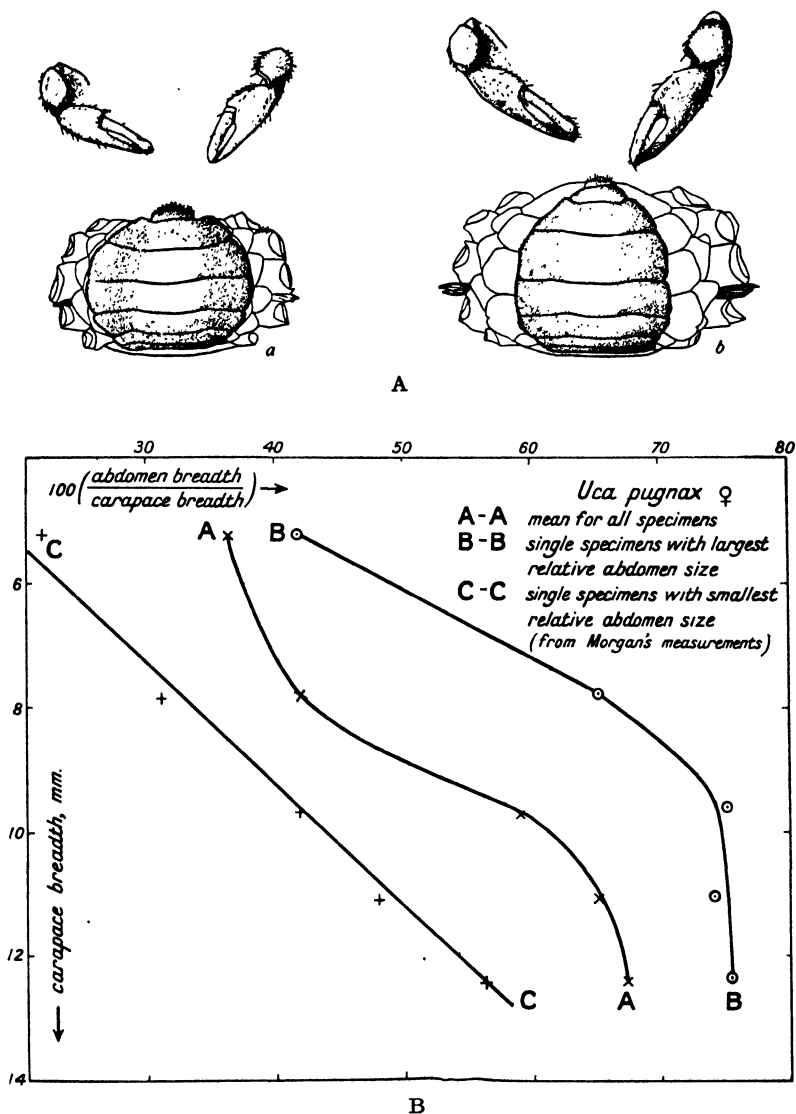 a
b
A
30 40 50 60 70 80
100 (abdomen breadth / carapace breadth) →
Uca pugnax ♀
A-A mean for all specimens
B-B single specimens with largest
relative abdomen size
C-C single specimens with smallest
relative abdomen size
(from Morgan's measurements)
A
B
C
6
8
10
12
14
carapace breadth, mm.
C
A
B
B